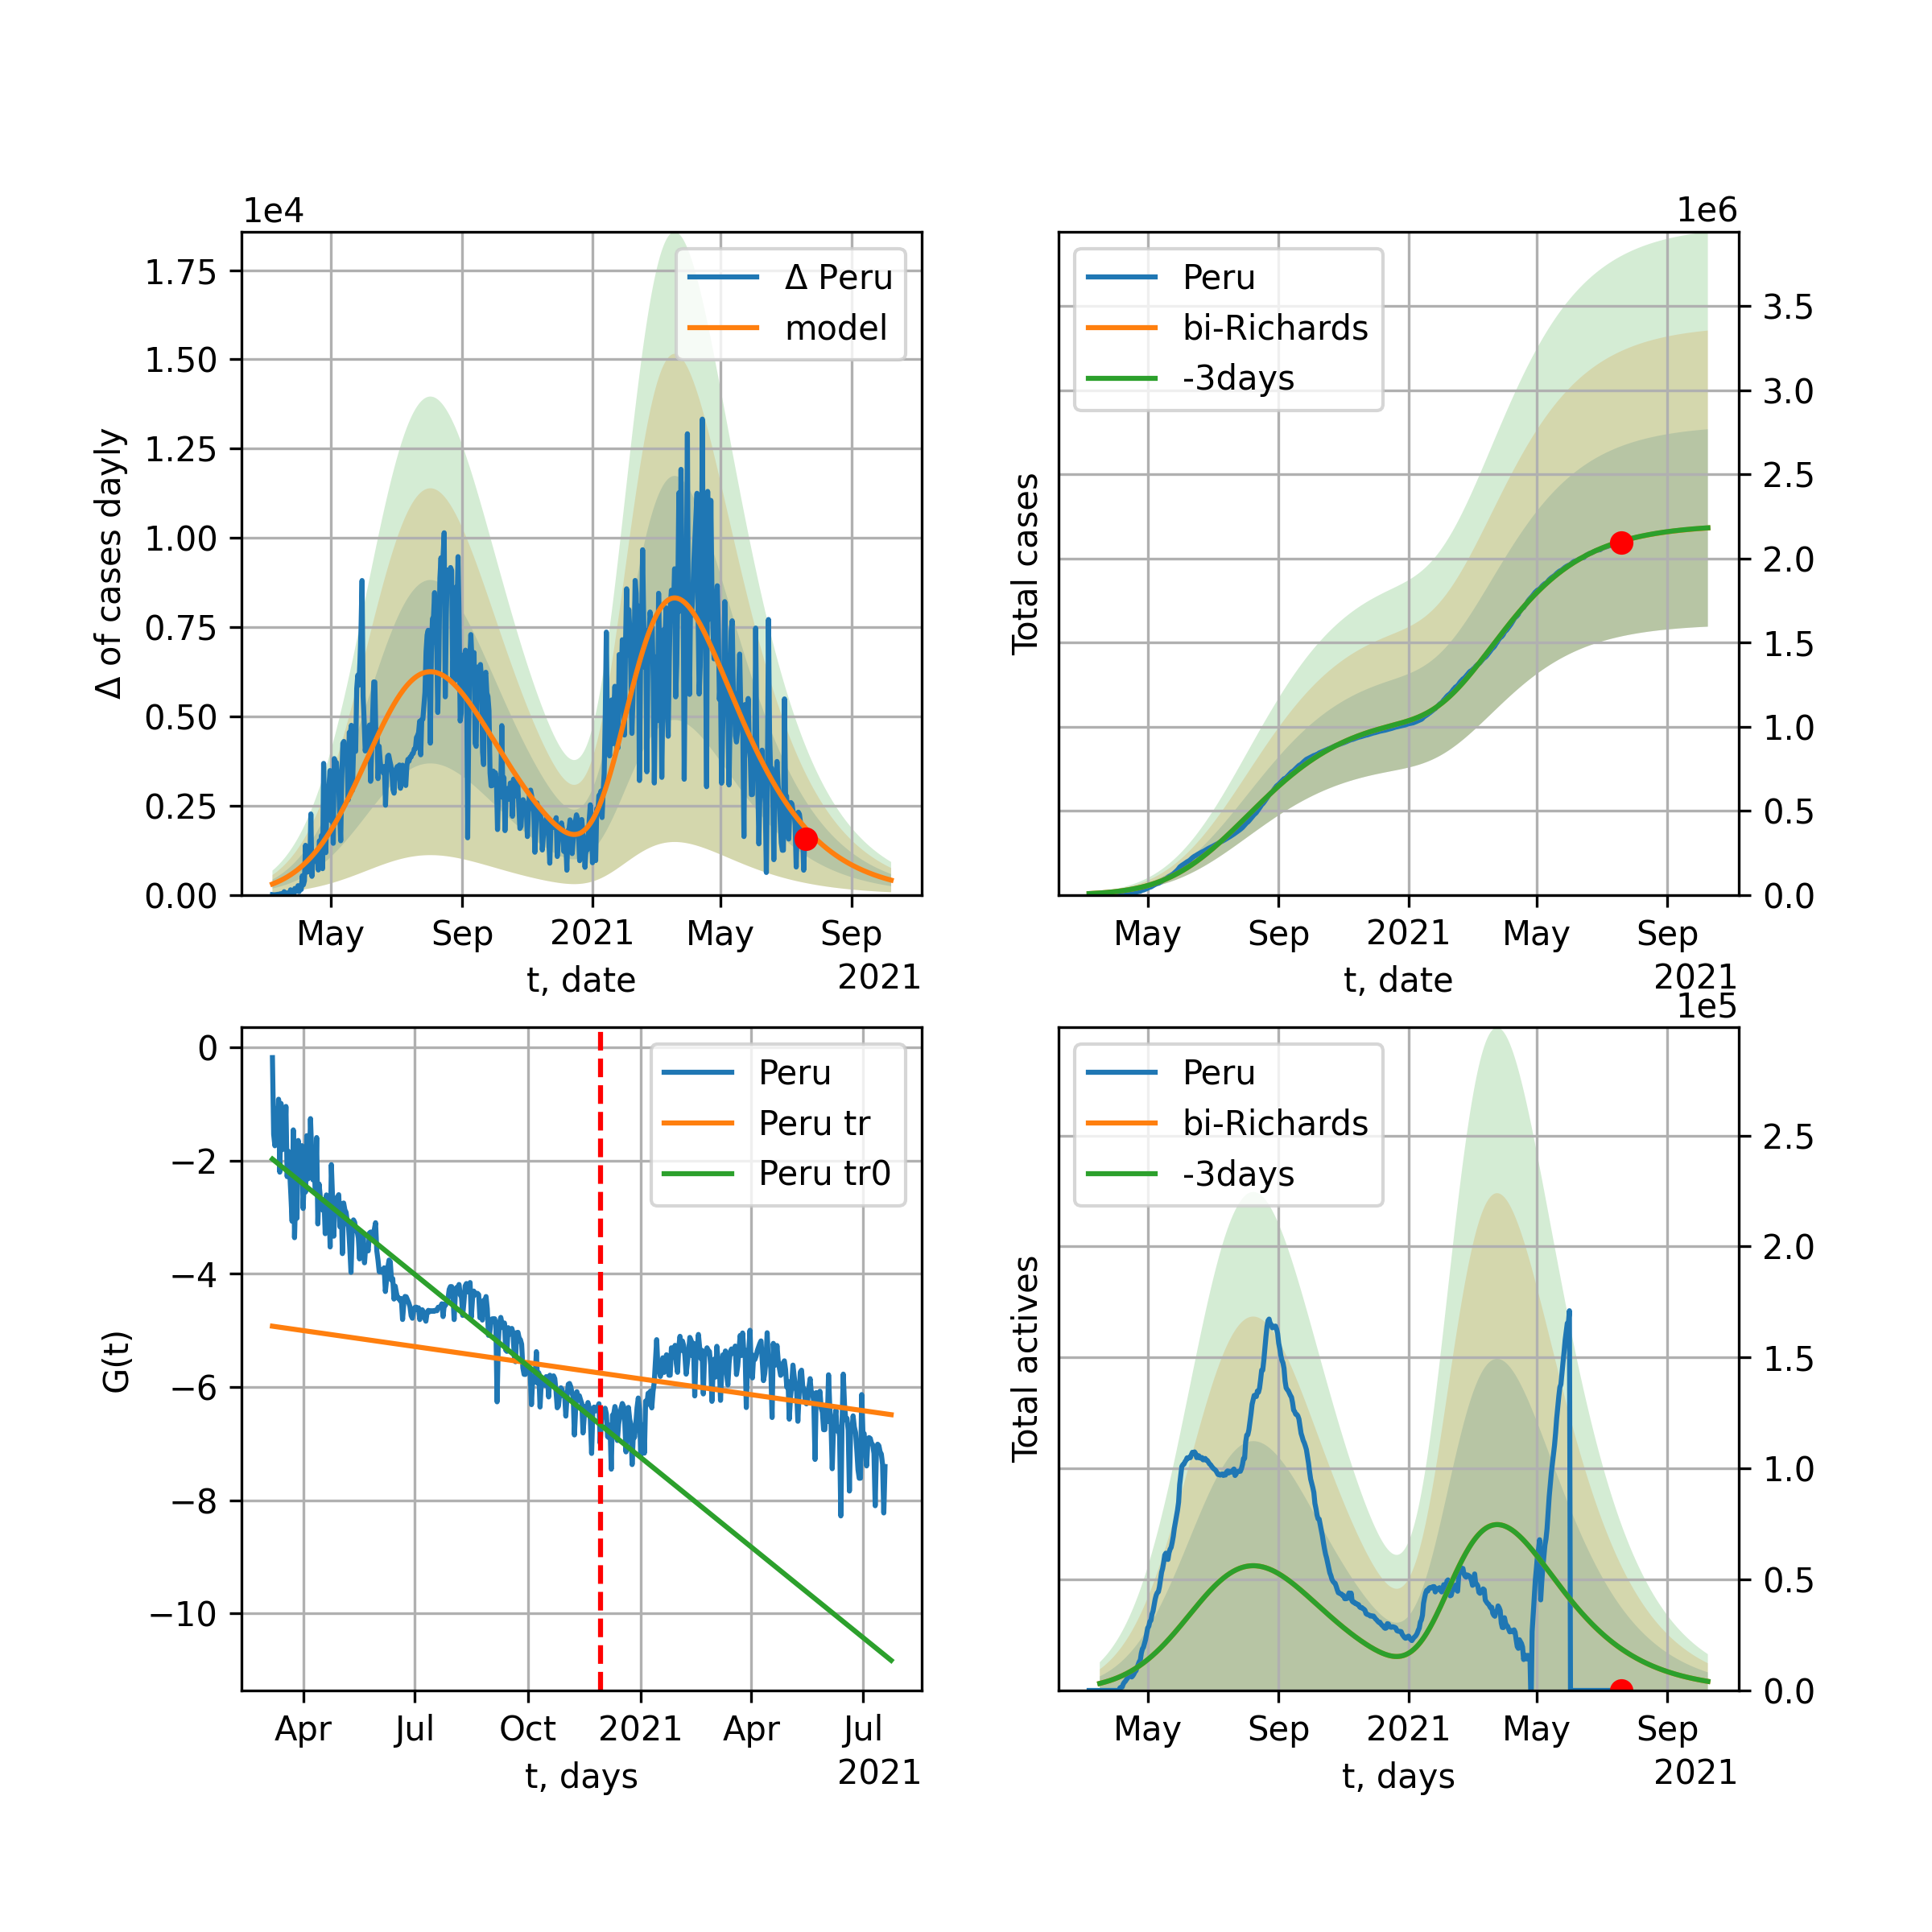 1e4
1.75
1.50
1.25
1.00
0.75
0.50
0.25
0.00
Δ of cases dayly
Δ Peru
model
May Sep 2021 May Sep
2021
t, date
1e6
3.5
3.0
2.5
2.0
1.5
1.0
0.5
0.0
Total cases
Peru
bi-Richards
-3days
May Sep 2021 May Sep
2021
t, date
0
−2
−4
−6
−8
−10
G(t)
Peru
Peru tr
Peru tr0
Apr Jul Oct 2021 Apr Jul
2021
t, days
1e5
2.5
2.0
1.5
1.0
0.5
0.0
Total actives
Peru
bi-Richards
-3days
May Sep 2021 May Sep
2021
t, days